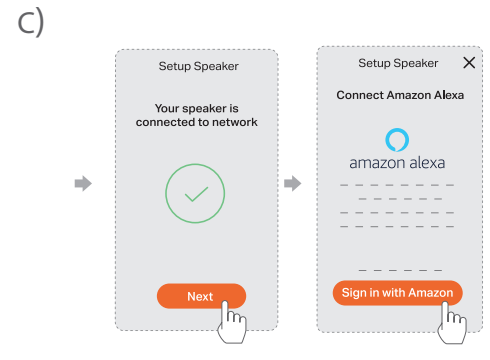 c)
Setup Speaker
Your speaker is
connected to network
Next
Setup Speaker
Connect Amazon Alexa
amazon alexa
Sign in with Amazon